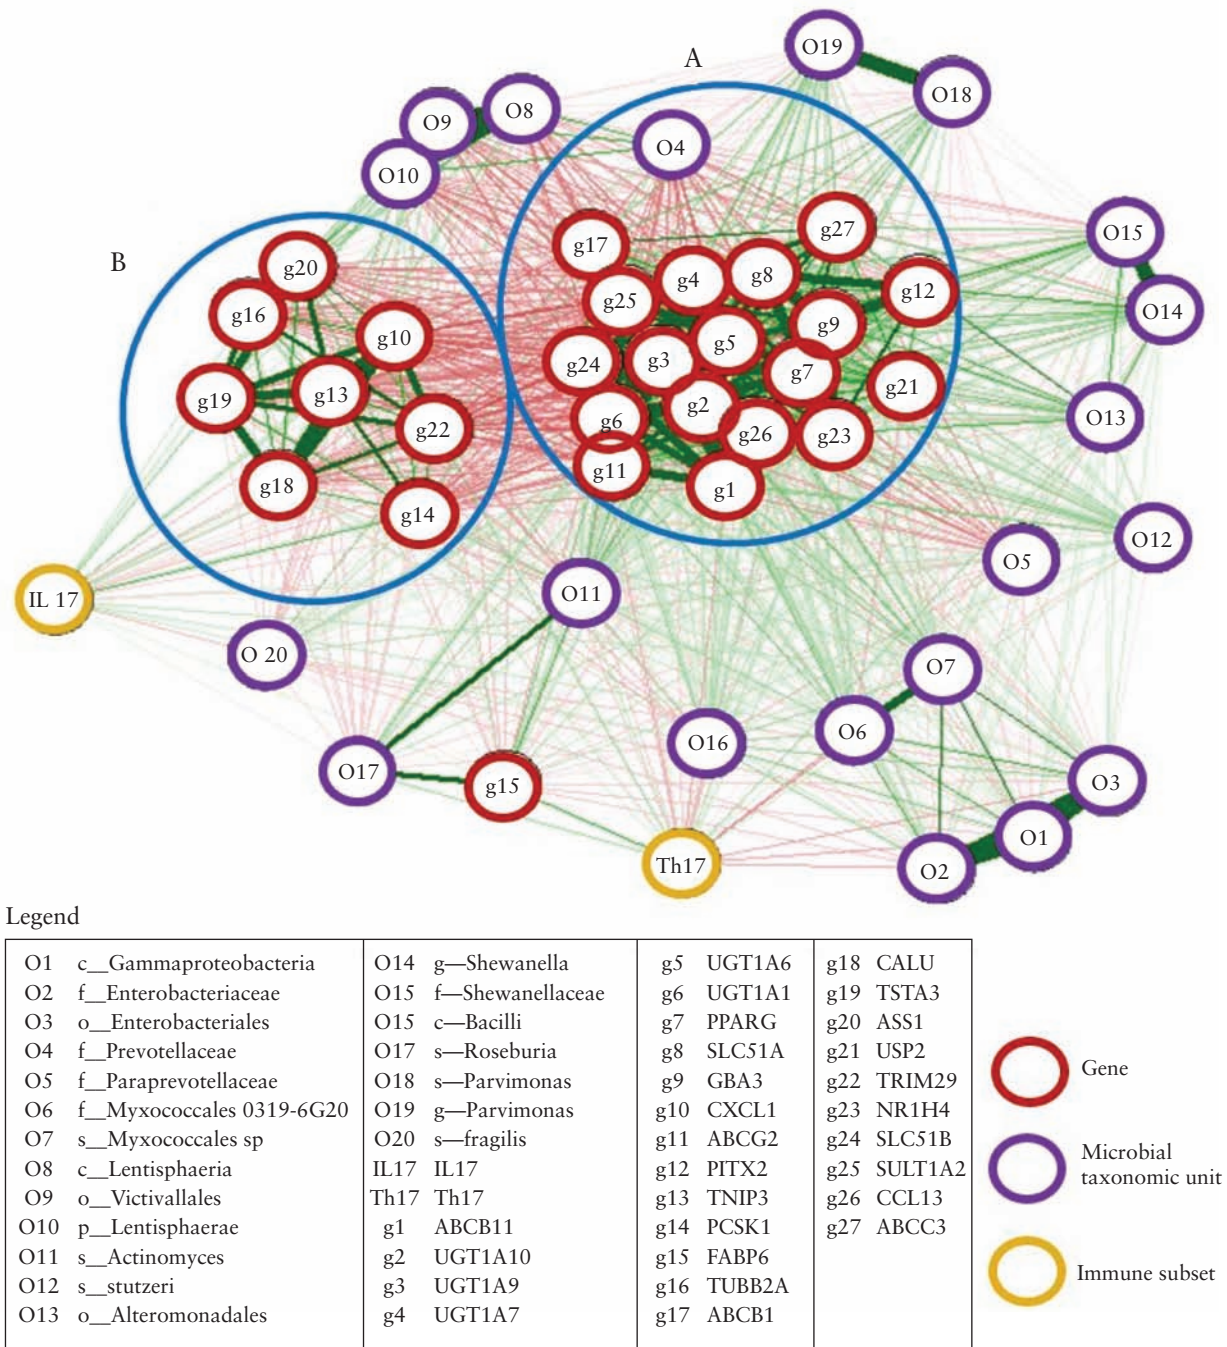 O19
A
O18
O8
O9
O4
O10
g27
O15
g17
B
g20
g4
g8
g12
g25
O14
g16
g9
g10
g5
g3
g24
g7
g21
g13
g19
g2
O13
g6
g22
g26
g23
g11
g18
g1
g14
O12
O5
IL 17
O11
O 20
O7
O6
O16
O17
g15
O3
O1
Th17
O2
Legend
O1 c__Gammaproteobacteria
O2 f__Enterobacteriaceae
O3 o__Enterobacteriales
O4 f__Prevotellaceae
O5 f__Paraprevotellaceae
O6 f__Myxococcales 0319-6G20
O7 s__Myxococcales sp
O8 c__Lentisphaeria
O9 o__Victivallales
O10 p__Lentisphaerae
O11 s__Actinomyces
O12 s__stutzeri
O13 o__Alteromonadales
O14 g—Shewanella
O15 f—Shewanellaceae
O15 c—Bacilli
O17 s—Roseburia
O18 s—Parvimonas
O19 g—Parvimonas
O20 s—fragilis
IL17 IL17
Th17 Th17
g1 ABCB11
g2 UGT1A10
g3 UGT1A9
g4 UGT1A7
g5 UGT1A6
g6 UGT1A1
g7 PPARG
g8 SLC51A
g9 GBA3
g10 CXCL1
g11 ABCG2
g12 PITX2
g13 TNIP3
g14 PCSK1
g15 FABP6
g16 TUBB2A
g17 ABCB1
g18 CALU
g19 TSTA3
g20 ASS1
g21 USP2
g22 TRIM29
g23 NR1H4
g24 SLC51B
g25 SULT1A2
g26 CCL13
g27 ABCC3
Gene
Microbial
taxonomic unit
Immune subset